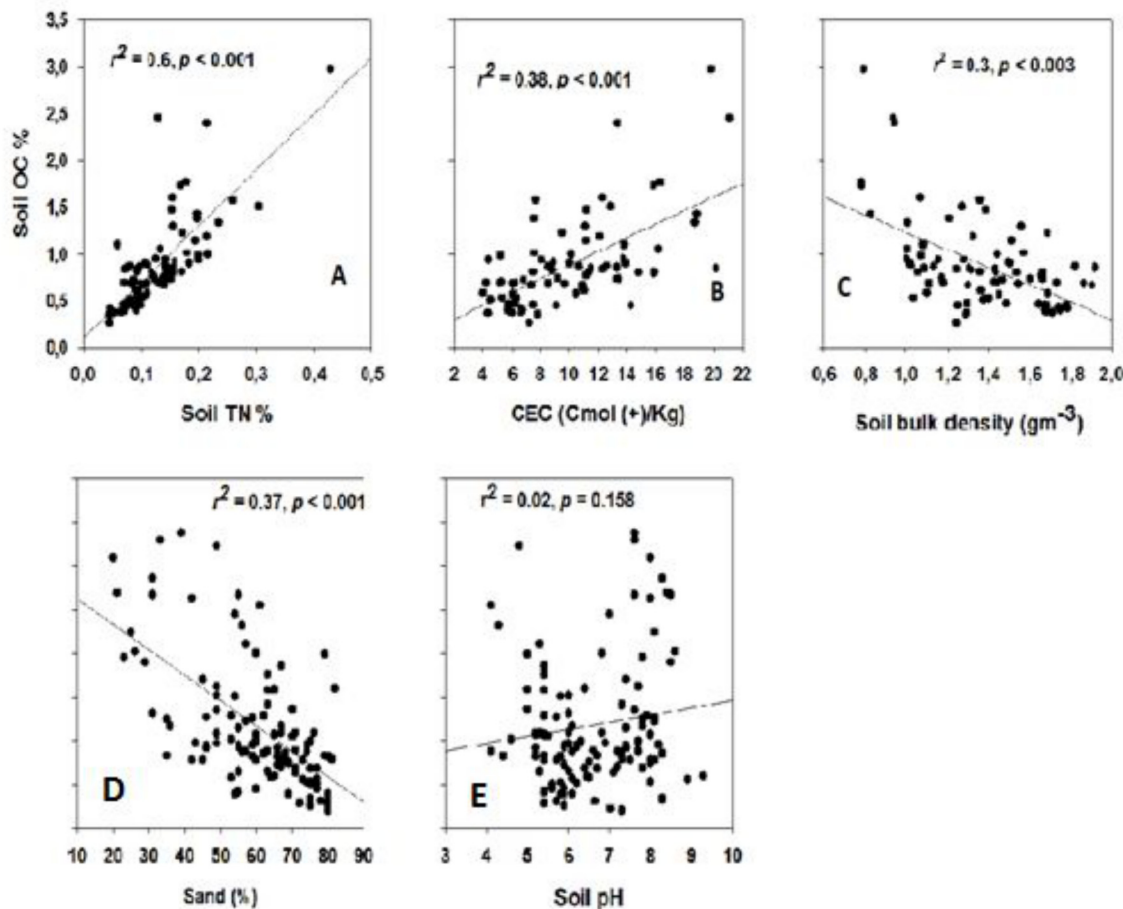 3,5
3,0
2,5
2,0
1,5
1,0
0,5
0,0
Soil OC %
r² = 0.6, p < 0.001
A
0,0 0,1 0,2 0,3 0,4 0,5
Soil TN %
r² = 0.38, p < 0.001
B
2 4 6 8 10 12 14 16 18 20 22
CEC (Cmol (+)/Kg)
r² = 0.3, p < 0.003
C
0,6 0,8 1,0 1,2 1,4 1,6 1,8 2,0
Soil bulk density (gm⁻³)
r² = 0.37, p < 0.001
D
10 20 30 40 50 60 70 80 90
Sand (%)
r² = 0.02, p = 0.158
E
3 4 5 6 7 8 9 10
Soil pH